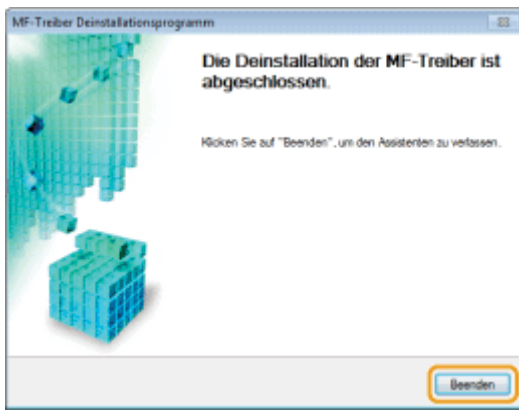 MF-Treiber Deinstallationsprogramm
Die Deinstallation der MF-Treiber ist
abgeschlossen.
Klicken Sie auf "Beenden", um den Assistenten zu verlassen.
Beenden